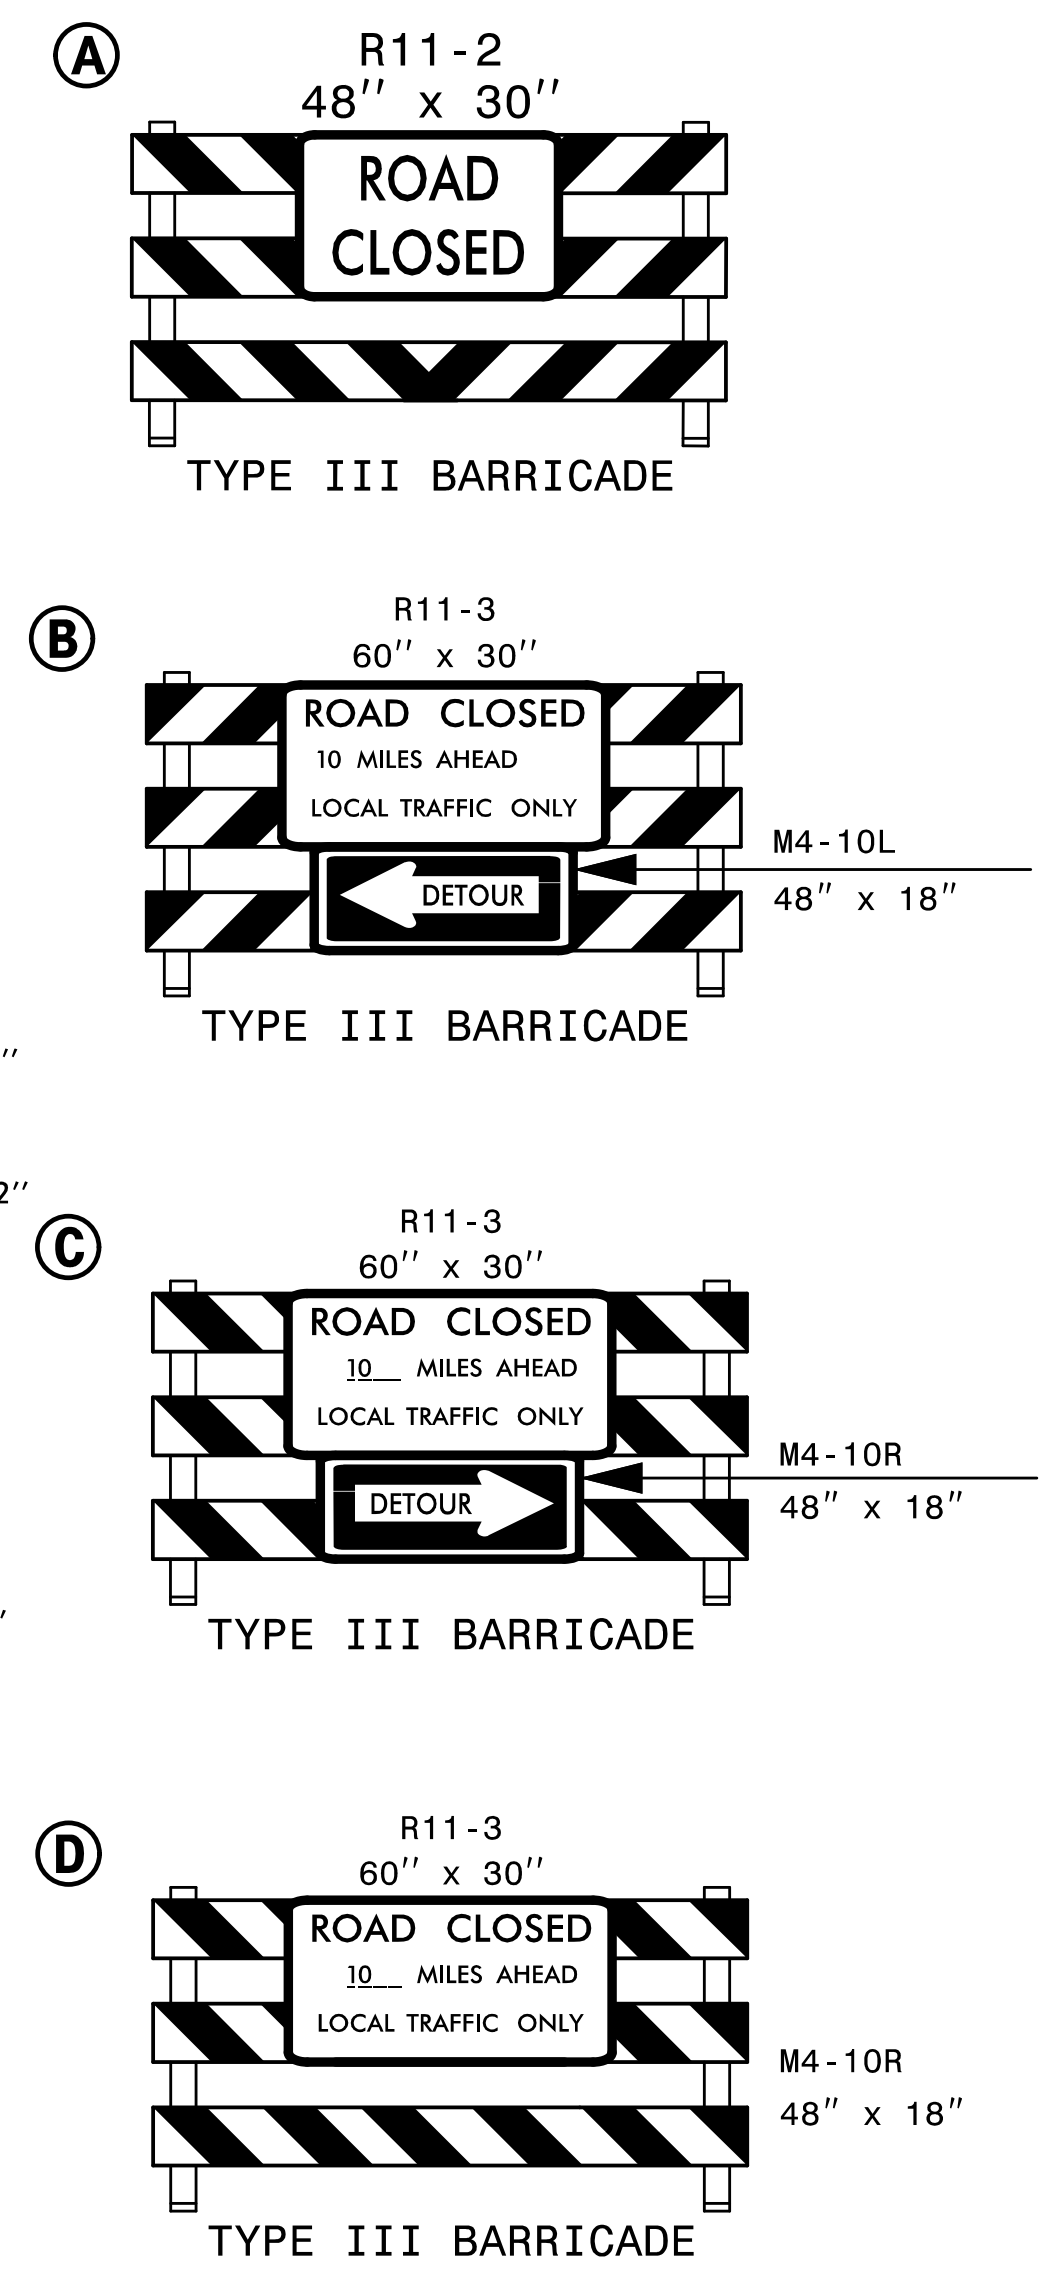 A
R11-2
48" x 30"
ROAD
CLOSED
TYPE III BARRICADE
B
R11-3
60" x 30"
ROAD CLOSED
10 MILES AHEAD
LOCAL TRAFFIC ONLY
M4-10L
DETOUR
48" x 18"
TYPE III BARRICADE
"
2"
C
R11-3
60" x 30"
ROAD CLOSED
10__ MILES AHEAD
LOCAL TRAFFIC ONLY
M4-10R
DETOUR
48" x 18"
TYPE III BARRICADE
D
R11-3
60" x 30"
ROAD CLOSED
10__ MILES AHEAD
LOCAL TRAFFIC ONLY
M4-10R
48" x 18"
TYPE III BARRICADE